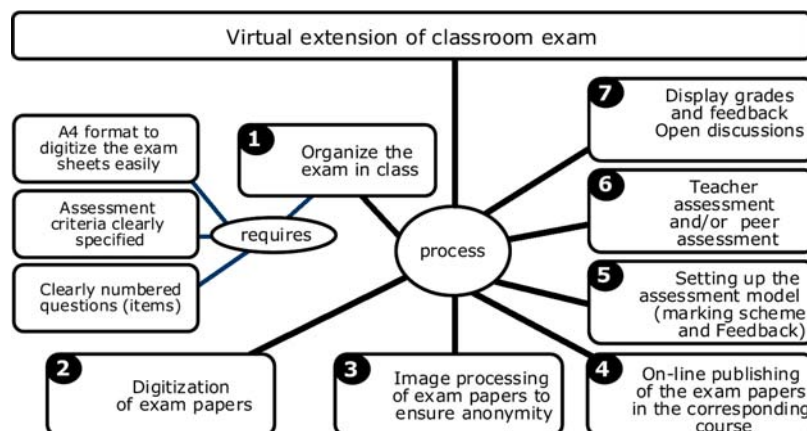 Virtual extension of classroom exam
A4 format to
digitize the exam
sheets easily
Assessment
criteria clearly
specified
Clearly numbered
questions (items)
requires
1
Organize the
exam in class
process
2
Digitization
of exam papers
3
Image processing
of exam papers to
ensure anonymity
4
On-line publishing
of the exam papers
in the corresponding
course
5
Setting up the
assessment model
(marking scheme
and Feedback)
6
Teacher
assessment
and/or peer
assessment
7
Display grades
and feedback
Open discussions